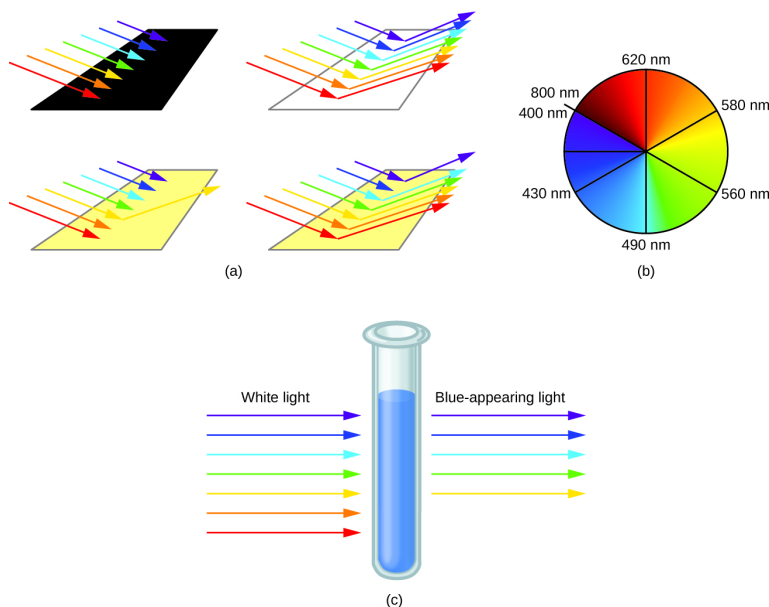 620 nm
800 nm
400 nm
580 nm
430 nm
560 nm
490 nm
(a)
(b)
White light
Blue-appearing light
(c)